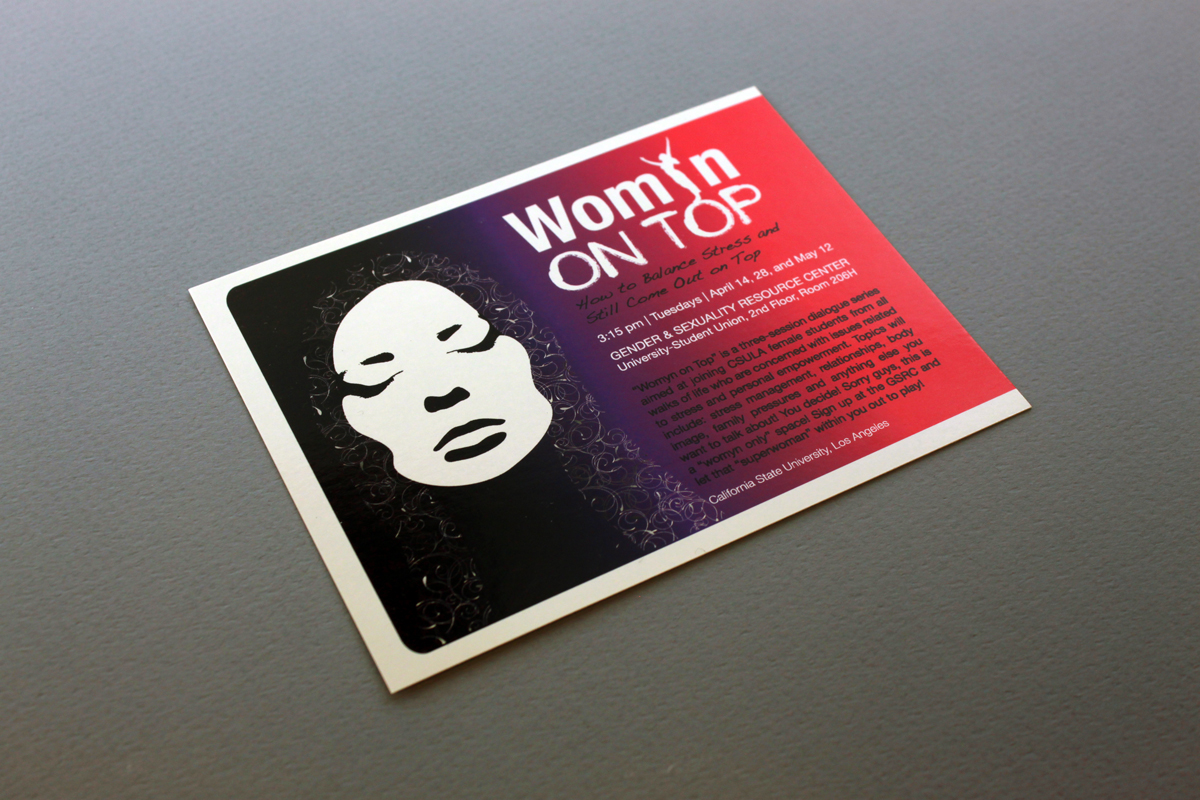 Womyn
ON TOP
How to Balance Stress and
Still Come Out on Top
3:15 pm | Tuesdays | April 14, 28, and May 12
GENDER & SEXUALITY RESOURCE CENTER
University-Student Union, 2nd Floor, Room 206H
"Womyn on Top" is a three-session dialogue series
aimed at joining CSULA female students from all
walks of life who are concerned with issues related
to stress and personal empowerment. Topics will
include: stress management, relationships, body
image, family pressures and anything else you
want to talk about! You decide! Sorry guys, this is
a "womyn only" space! Sign up at the GSRC and
let that "superwoman" within you out to play!
California State University, Los Angeles